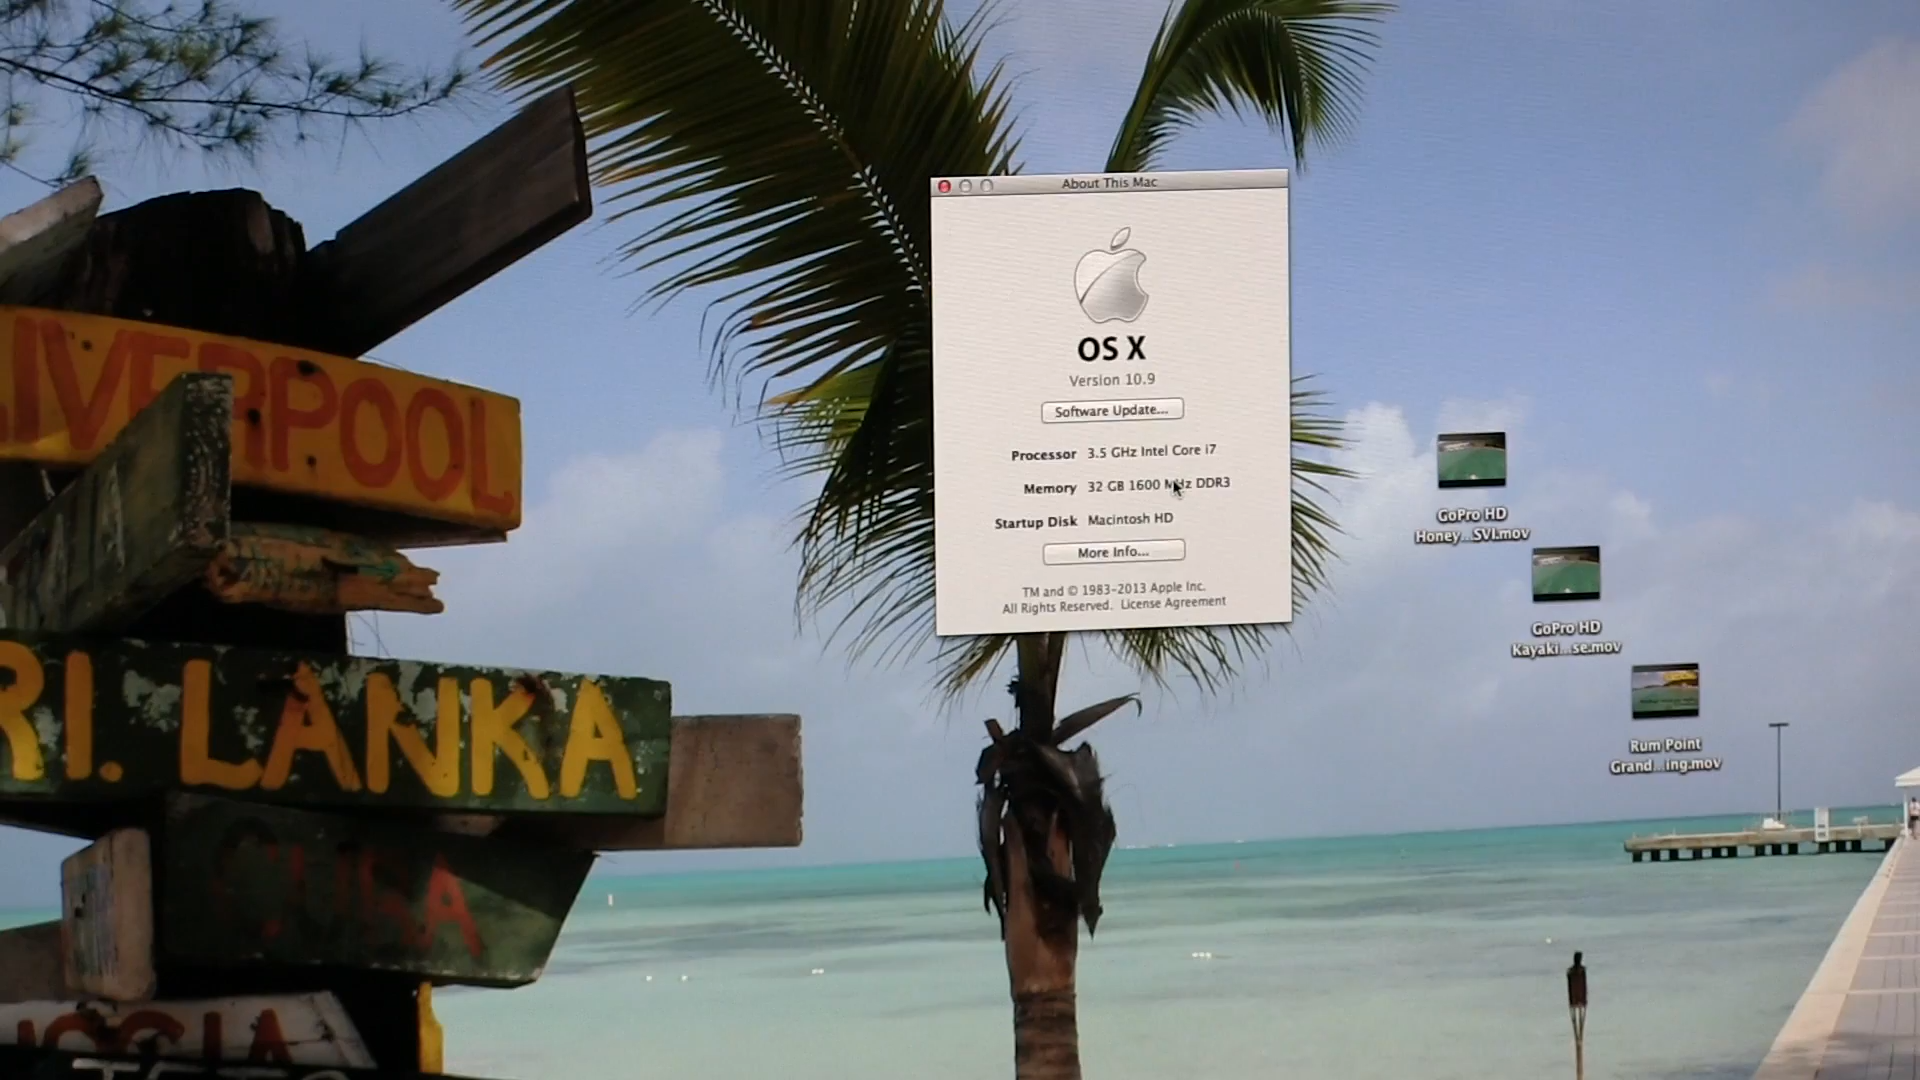 About This Mac
OS X
Version 10.9
Software Update...
Processor 3.5 GHz Intel Core i7
Memory 32 GB 1600 MHz DDR3
Startup Disk Macintosh HD
More Info...
TM and © 1983-2013 Apple Inc.
All Rights Reserved. License Agreement
GoPro HD
Honey...SVI.mov
GoPro HD
Kayaki...se.mov
Rum Point
Grand...ing.mov
LIVERPOOL
RI. LANKA
CUBA